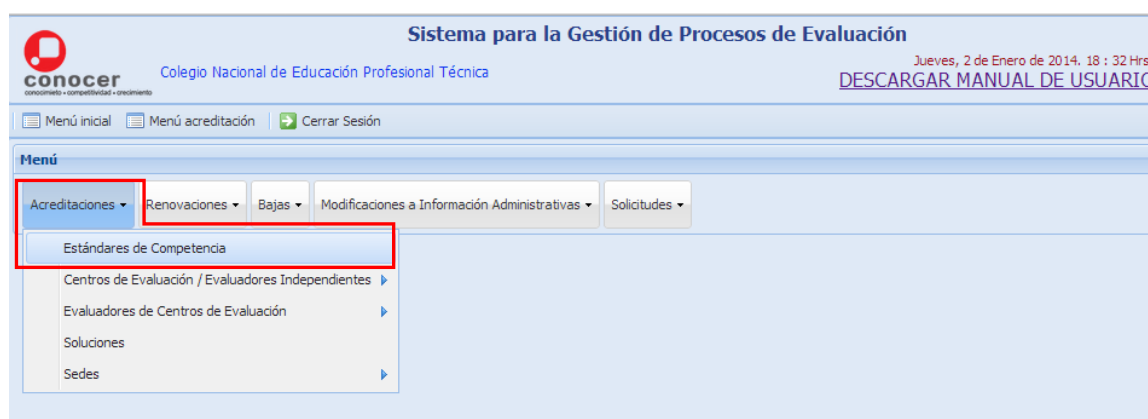 Sistema para la Gestión de Procesos de Evaluación
conocer
conocimiento • competitividad • crecimiento
Colegio Nacional de Educación Profesional Técnica
Jueves, 2 de Enero de 2014. 18 : 32 Hrs
DESCARGAR MANUAL DE USUARIO
Menú inicial Menú acreditación Cerrar Sesión
Menú
Acreditaciones Renovaciones Bajas Modificaciones a Información Administrativas Solicitudes
Estándares de Competencia
Centros de Evaluación / Evaluadores Independientes
Evaluadores de Centros de Evaluación
Soluciones
Sedes